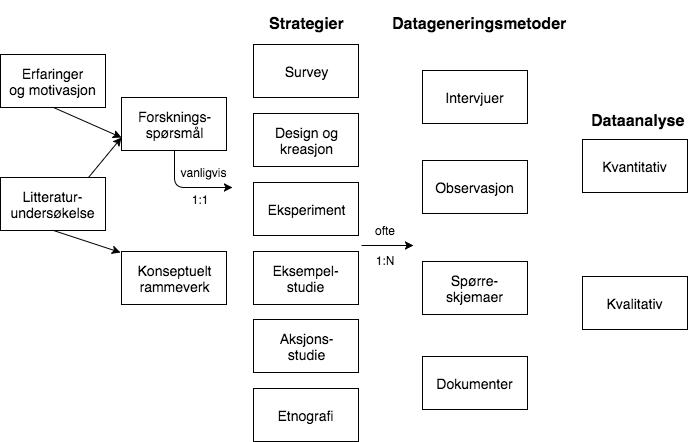 Strategier
Datageneringsmetoder
Erfaringer
og motivasjon
Litteratur-
undersøkelse
Forsknings-
spørsmål
Konseptuelt
rammeverk
vanligvis
1:1
Survey
Design og
kreasjon
Eksperiment
Eksempel-
studie
Aksjons-
studie
Etnografi
ofte
1:N
Intervjuer
Observasjon
Spørre-
skjemaer
Dokumenter
Dataanalyse
Kvantitativ
Kvalitativ